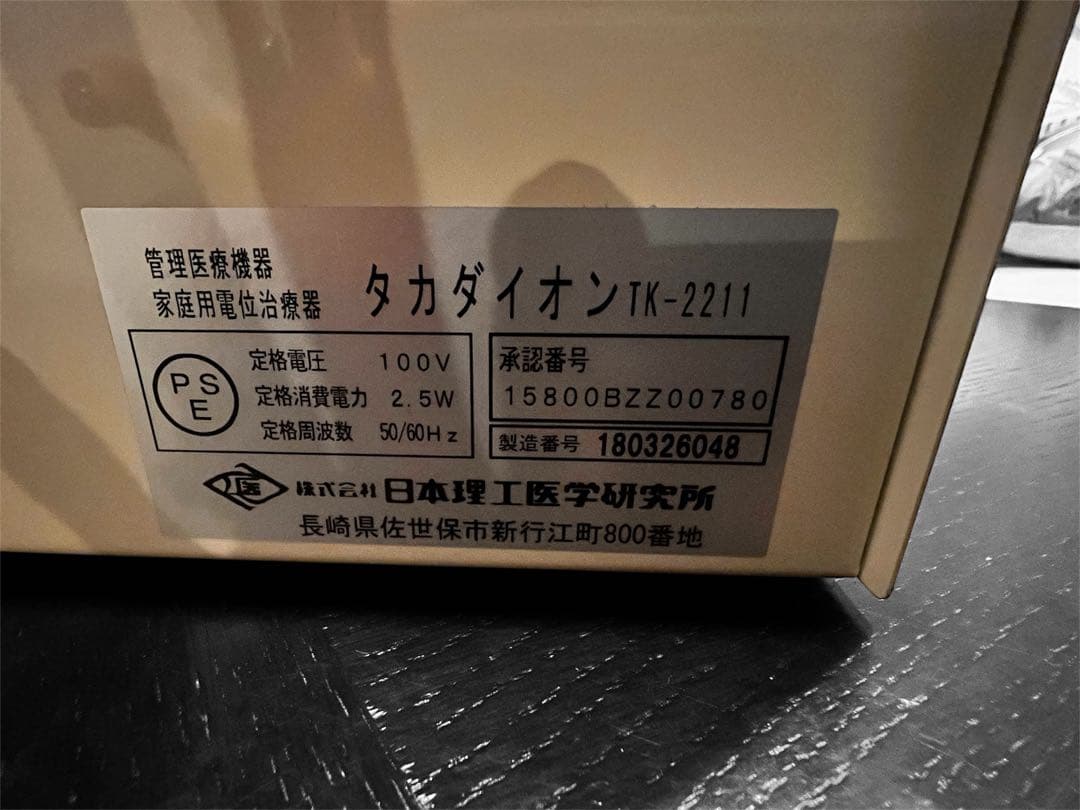 管理医療機器
家庭用電位治療器 タカダイオンTK-2211
PSE
定格電圧 100V
定格消費電力 2.5W
定格周波数 50/60Hz
承認番号
15800BZZ00780
製造番号 180326048
医 株式会社 日本理工医学研究所
長崎県佐世保市新行江町800番地